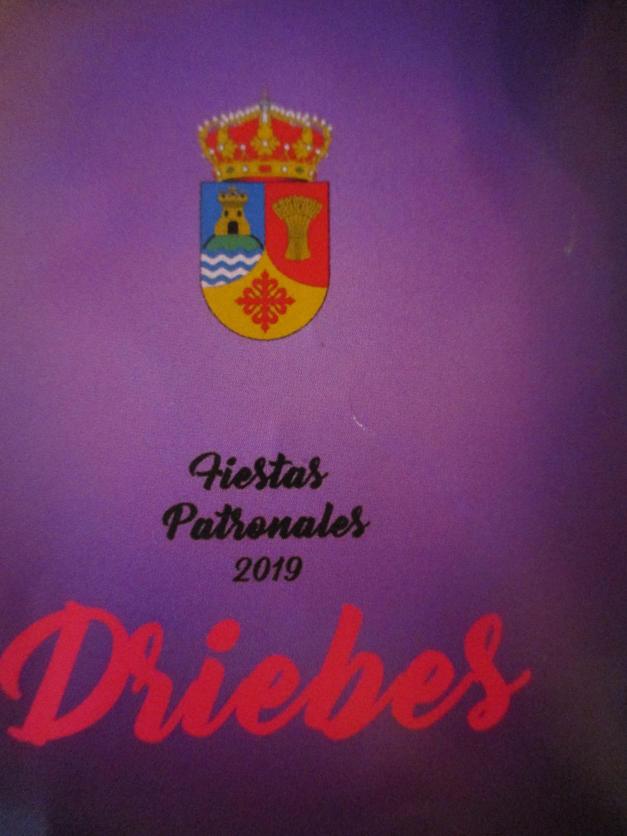 Fiestas
Patronales
2019
Driebes